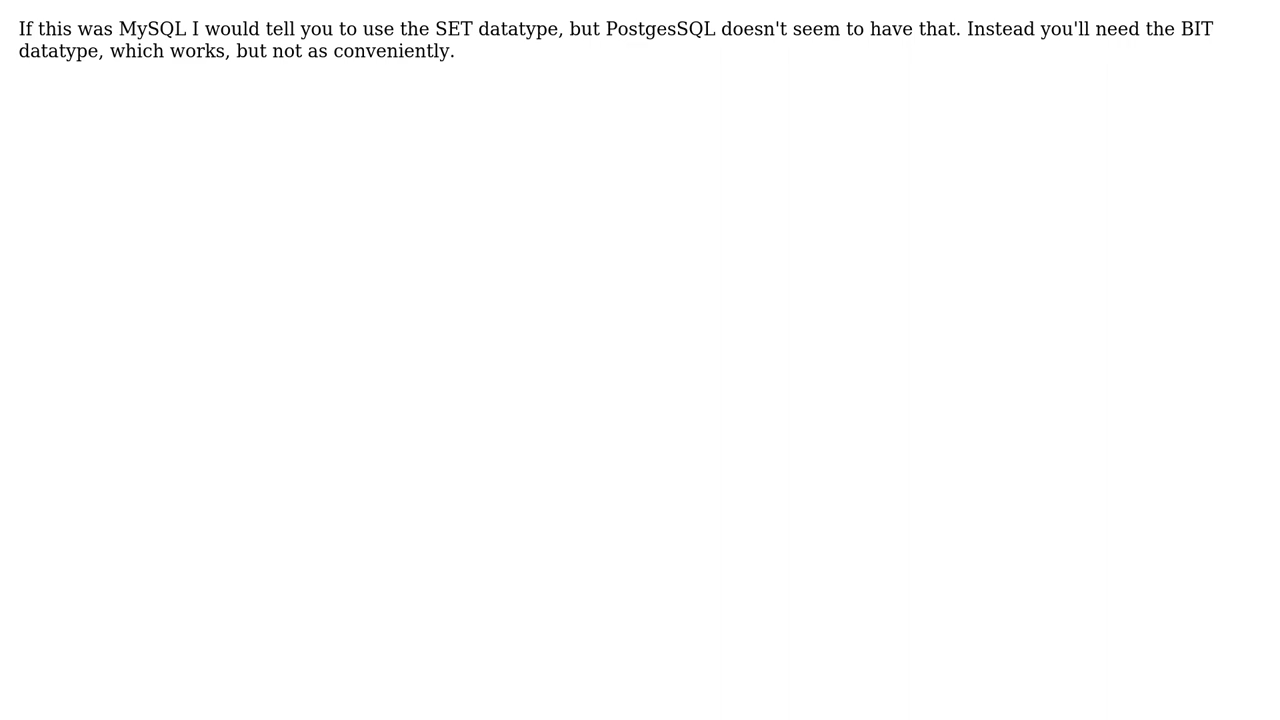 If this was MySQL I would tell you to use the SET datatype, but PostgesSQL doesn't seem to have that. Instead you'll need the BIT
datatype, which works, but not as conveniently.